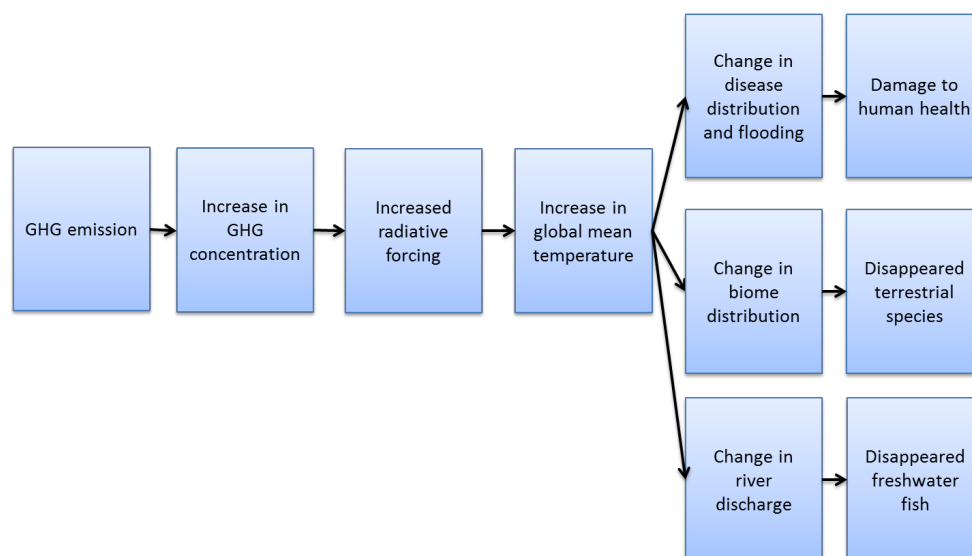 GHG emission
Increase in
GHG
concentration
Increased
radiative
forcing
Increase in
global mean
temperature
Change in
disease
distribution
and flooding
Damage to
human health
Change in
biome
distribution
Disappeared
terrestrial
species
Change in
river
discharge
Disappeared
freshwater
fish